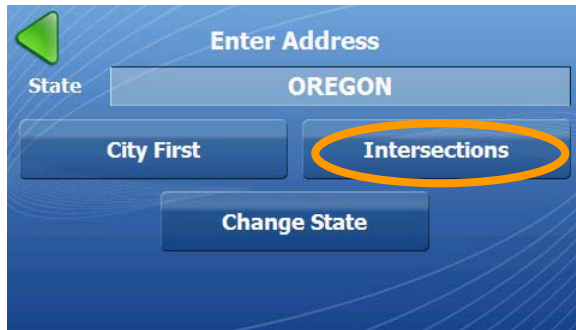 Enter Address
State OREGON
City First Intersections
Change State